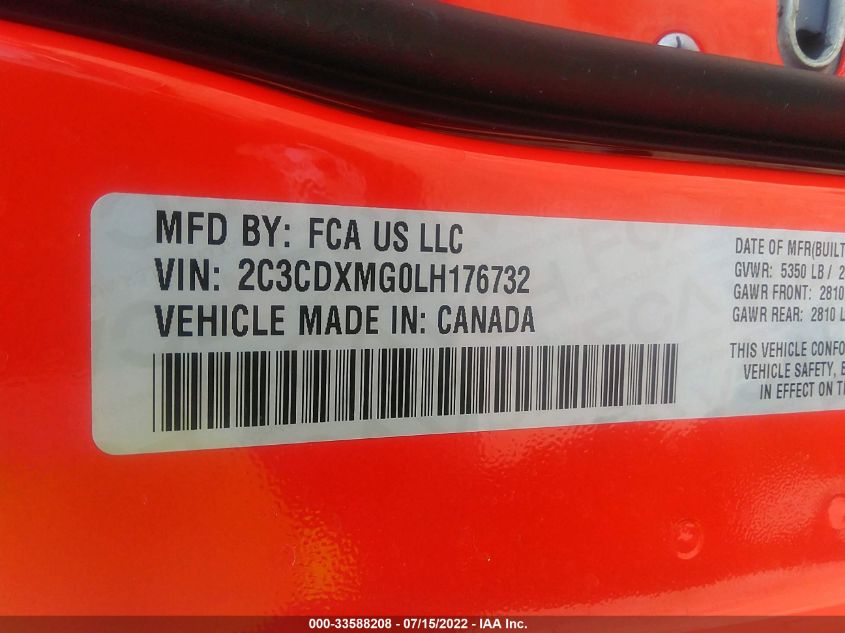 MFD BY: FCA US LLC
VIN: 2C3CDXMG0LH176732
VEHICLE MADE IN: CANADA
DATE OF MFR(BUILT
GVWR: 5350 LB / 2
GAWR FRONT: 2810
GAWR REAR: 2810 L
THIS VEHICLE CONFO
VEHICLE SAFETY, B
IN EFFECT ON T
000-33588208 - 07/15/2022 - IAA Inc.